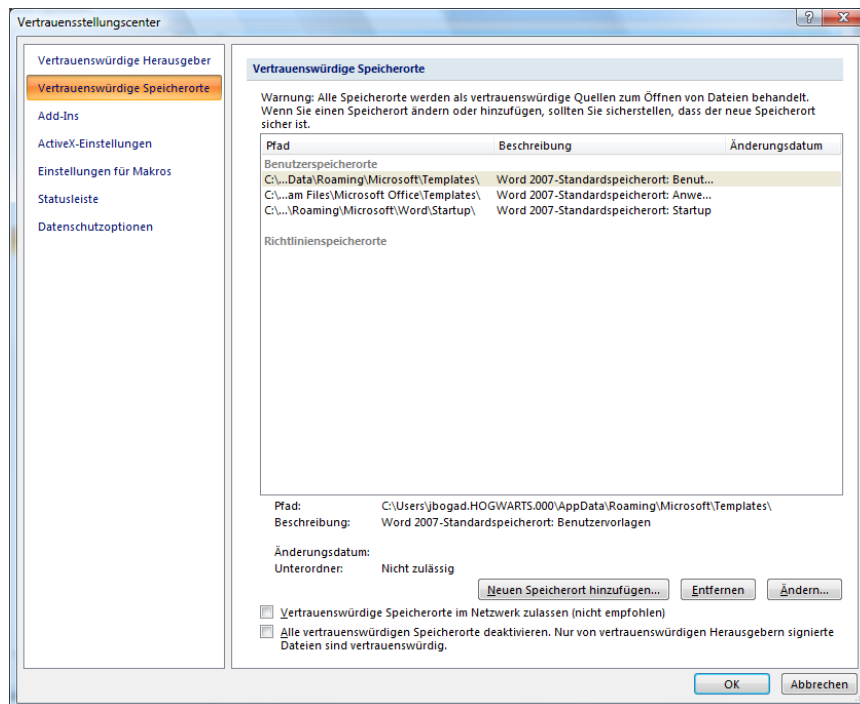 Vertrauensstellungscenter
Vertrauenswürdige Herausgeber
Vertrauenswürdige Speicherorte
Add-Ins
ActiveX-Einstellungen
Einstellungen für Makros
Statusleiste
Datenschutzoptionen
Vertrauenswürdige Speicherorte
Warnung: Alle Speicherorte werden als vertrauenswürdige Quellen zum Öffnen von Dateien behandelt.
Wenn Sie einen Speicherort ändern oder hinzufügen, sollten Sie sicherstellen, dass der neue Speicherort
sicher ist.
Pfad Beschreibung Änderungsdatum
Benutzerspeicherorte
C:\...Data\Roaming\Microsoft\Templates\ Word 2007-Standardspeicherort: Benut...
C:\...am Files\Microsoft Office\Templates\ Word 2007-Standardspeicherort: Anwe...
C:\...\Roaming\Microsoft\Word\Startup\ Word 2007-Standardspeicherort: Startup
Richtlinienspeicherorte
Pfad: C:\Users\jbogad.HOGWARTS.000\AppData\Roaming\Microsoft\Templates\
Beschreibung: Word 2007-Standardspeicherort: Benutzervorlagen
Änderungsdatum:
Unterordner: Nicht zulässig
Neuen Speicherort hinzufügen... Entfernen Ändern...
Vertrauenswürdige Speicherorte im Netzwerk zulassen (nicht empfohlen)
Alle vertrauenswürdigen Speicherorte deaktivieren. Nur von vertrauenswürdigen Herausgebern signierte
Dateien sind vertrauenswürdig.
OK Abbrechen